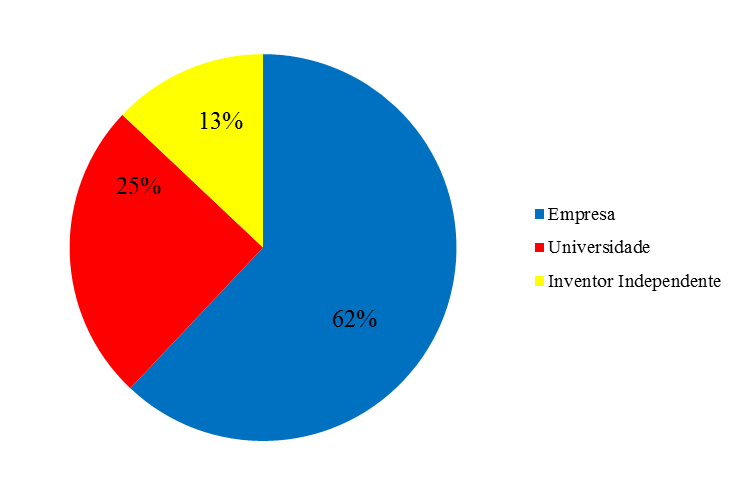 13%
25%
62%
Empresa
Universidade
Inventor Independente